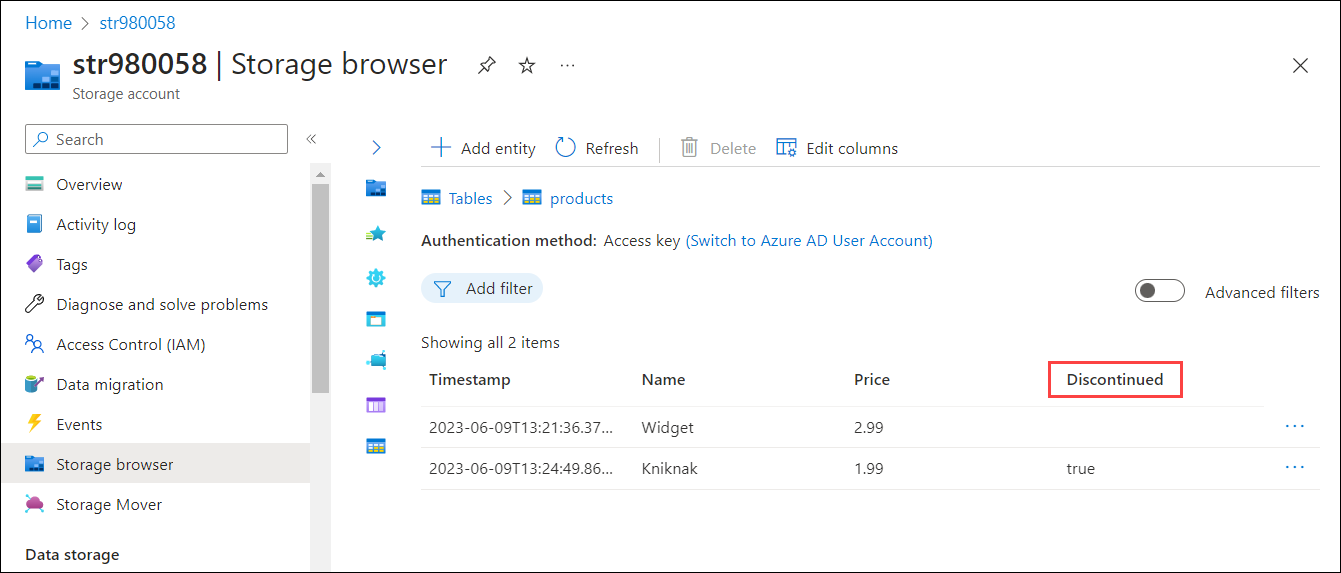 Home > str980058
str980058 | Storage browser ...
Storage account
Search «
Overview
Activity log
Tags
Diagnose and solve problems
Access Control (IAM)
Data migration
Events
Storage browser
Storage Mover
Data storage
Add entity Refresh Delete Edit columns
Tables > products
Authentication method: Access key (Switch to Azure AD User Account)
Add filter Advanced filters
Showing all 2 items
Timestamp Name Price Discontinued
2023-06-09T13:21:36.37... Widget 2.99 ...
2023-06-09T13:24:49.86... Kniknak 1.99 true ...